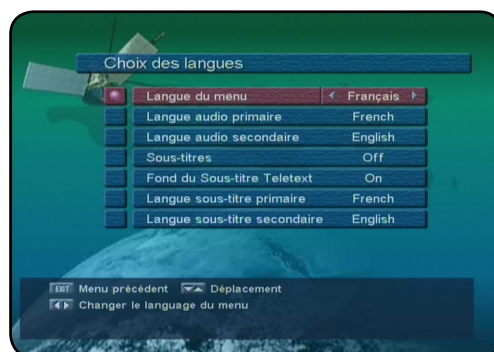 Choix des langues
Langue du menu Français
Langue audio primaire French
Langue audio secondaire English
Sous-titres Off
Fond du Sous-titre Teletext On
Langue sous-titre primaire French
Langue sous-titre secondaire English
EXIT Menu précédent Déplacement
Changer le language du menu